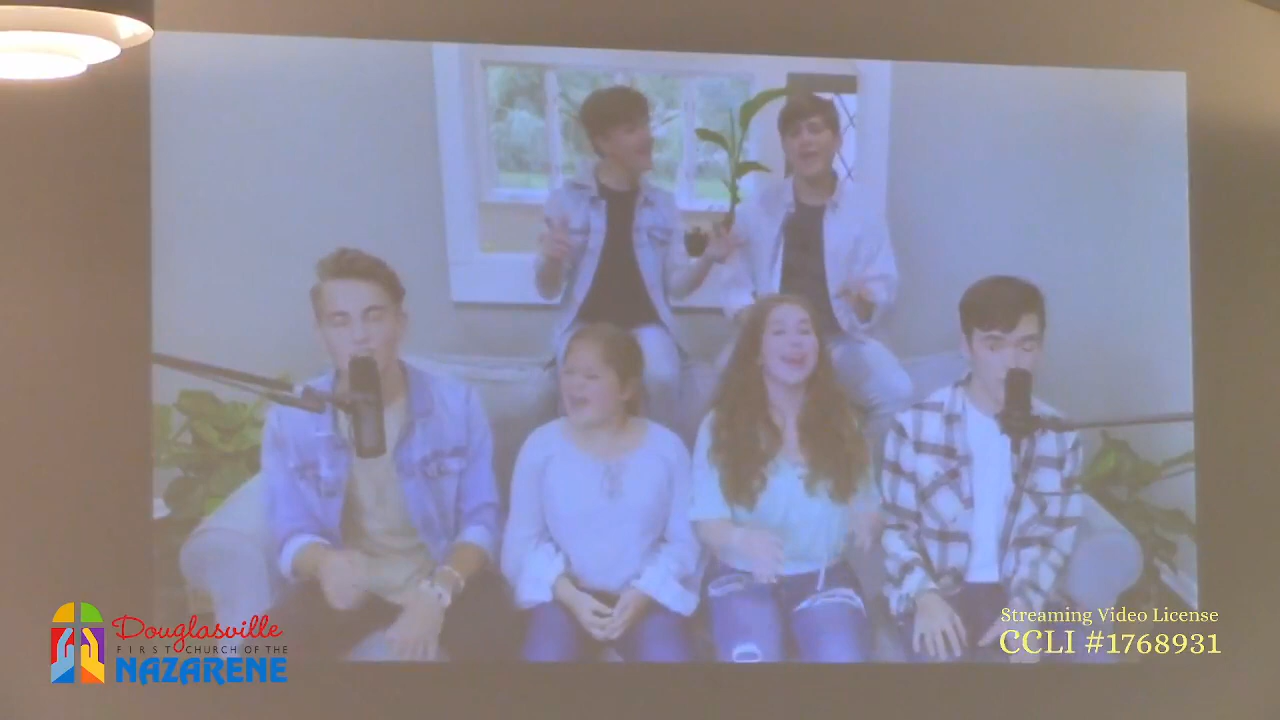 Douglasville
FIRST CHURCH OF THE
NAZARENE
Streaming Video License
CCLI #1768931